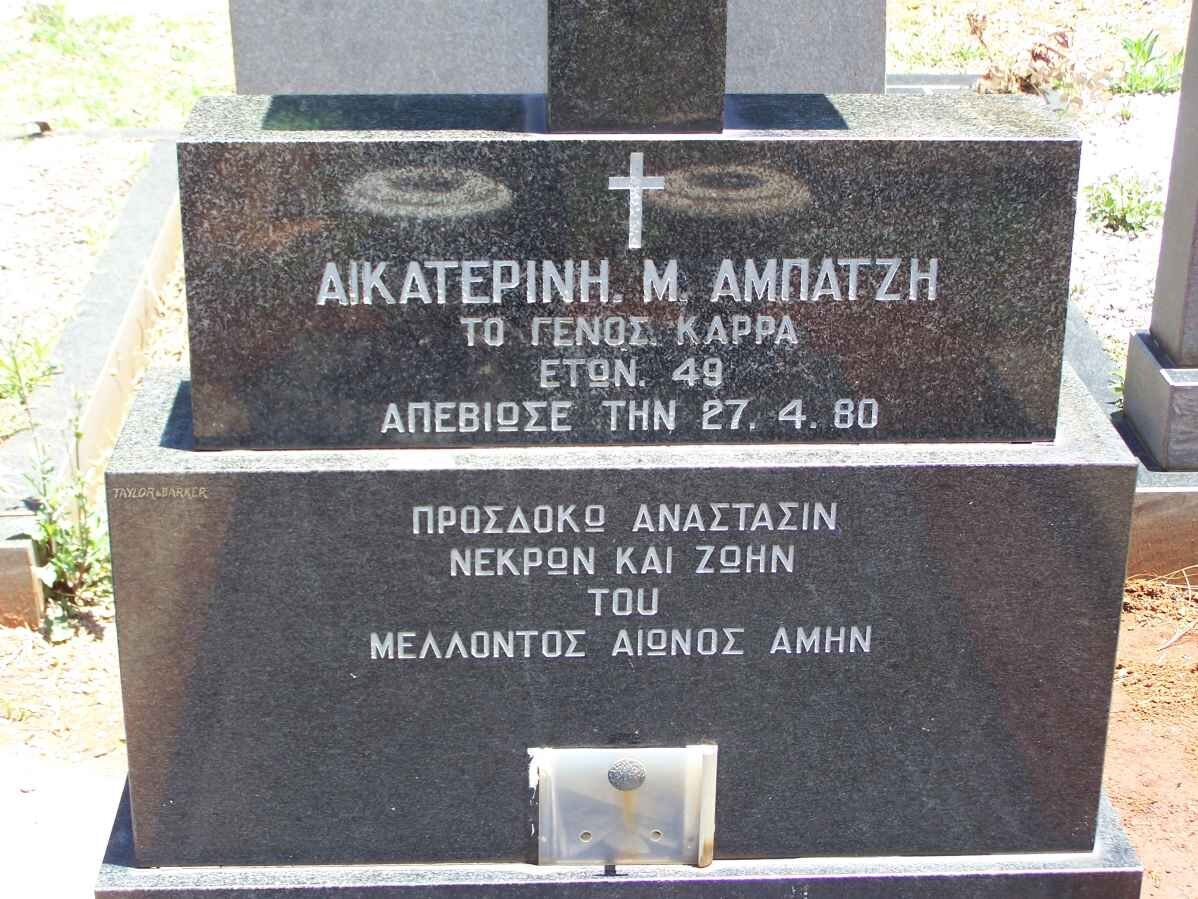 ΑΙΚΑΤΕΡΙΝΗ. Μ. ΑΜΠΑΤΖΗ
ΤΟ ΓΕΝΟΣ. ΚΑΡΡΑ
ΕΤΩΝ. 49
ΑΠΕΒΙΩΣΕ ΤΗΝ 27. 4. 80
TAYLOR & BARKER
ΠΡΟΣΔΟΚΩ ΑΝΑΣΤΑΣΙΝ
ΝΕΚΡΩΝ ΚΑΙ ΖΩΗΝ
ΤΟU
ΜΕΛΛΟΝΤΟΣ ΑΙΩΝΟΣ ΑΜΗΝ